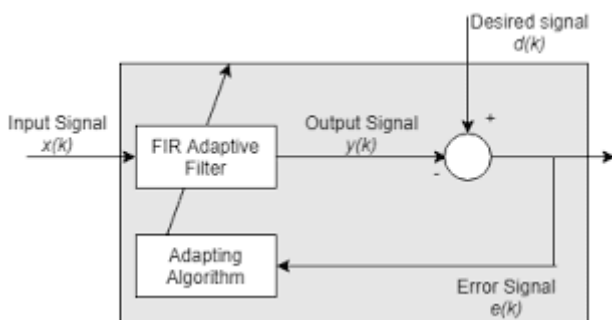 Desired signal
d(k)
Input Signal
x(k)
FIR Adaptive
Filter
Output Signal
y(k)
+
-
Adapting
Algorithm
Error Signal
e(k)